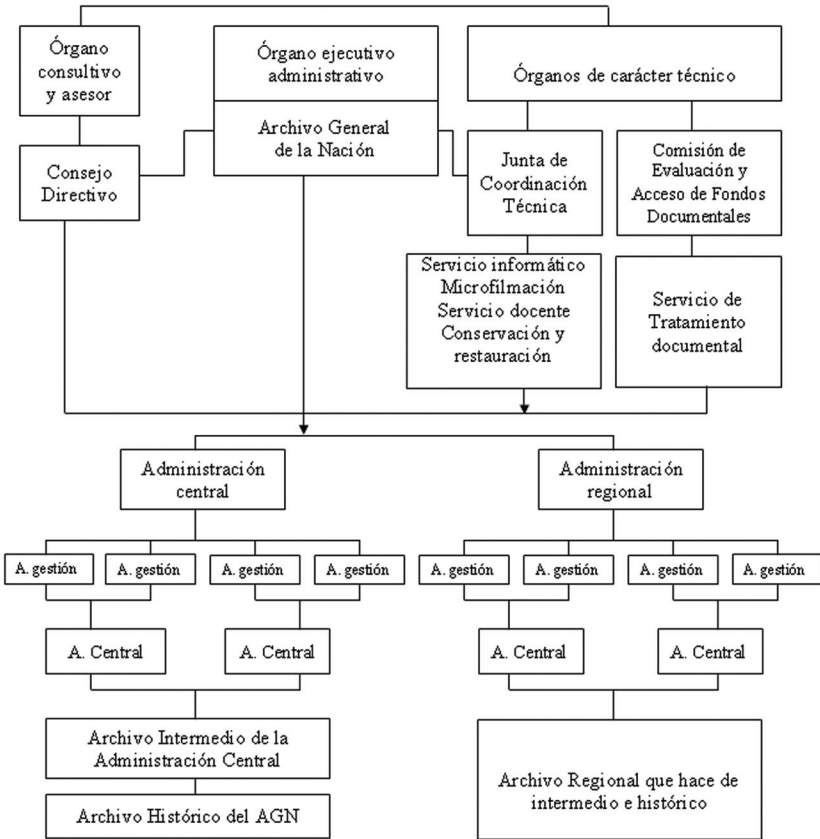 Órgano
consultivo
y asesor
Órgano ejecutivo
administrativo
Órganos de carácter técnico
Consejo
Directivo
Archivo General
de la Nación
Junta de
Coordinación
Técnica
Comisión de
Evaluación y
Acceso de Fondos
Documentales
Servicio informático
Microfilmación
Servicio docente
Conservación y
restauración
Servicio de
Tratamiento
documental
Administración
central
Administración
regional
A. gestión
A. gestión
A. gestión
A. gestión
A. gestión
A. gestión
A. gestión
A. gestión
A. Central
A. Central
A. Central
A. Central
Archivo Intermedio de la
Administración Central
Archivo Histórico del AGN
Archivo Regional que hace de
intermedio e histórico